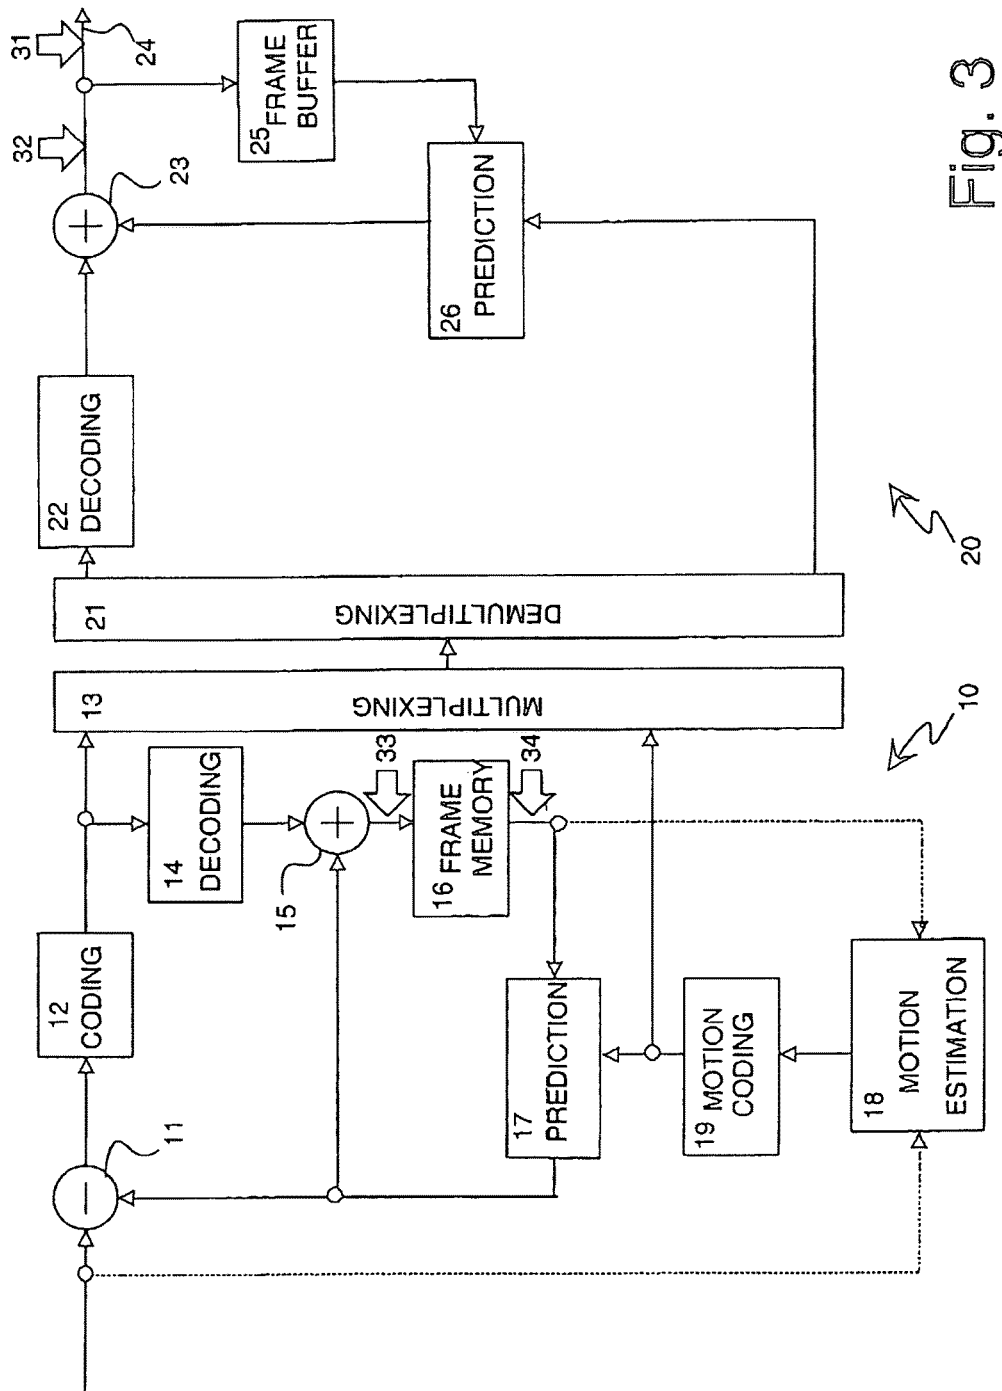 11
12
CODING
14
DECODING
15
33
16 FRAME
MEMORY
34
17
PREDICTION
19 MOTION
CODING
18
MOTION
ESTIMATION
13
MULTIPLEXING
10
21
DEMULTIPLEXING
20
22
DECODING
23
32
31
24
25 FRAME
BUFFER
26
PREDICTION
Fig. 3